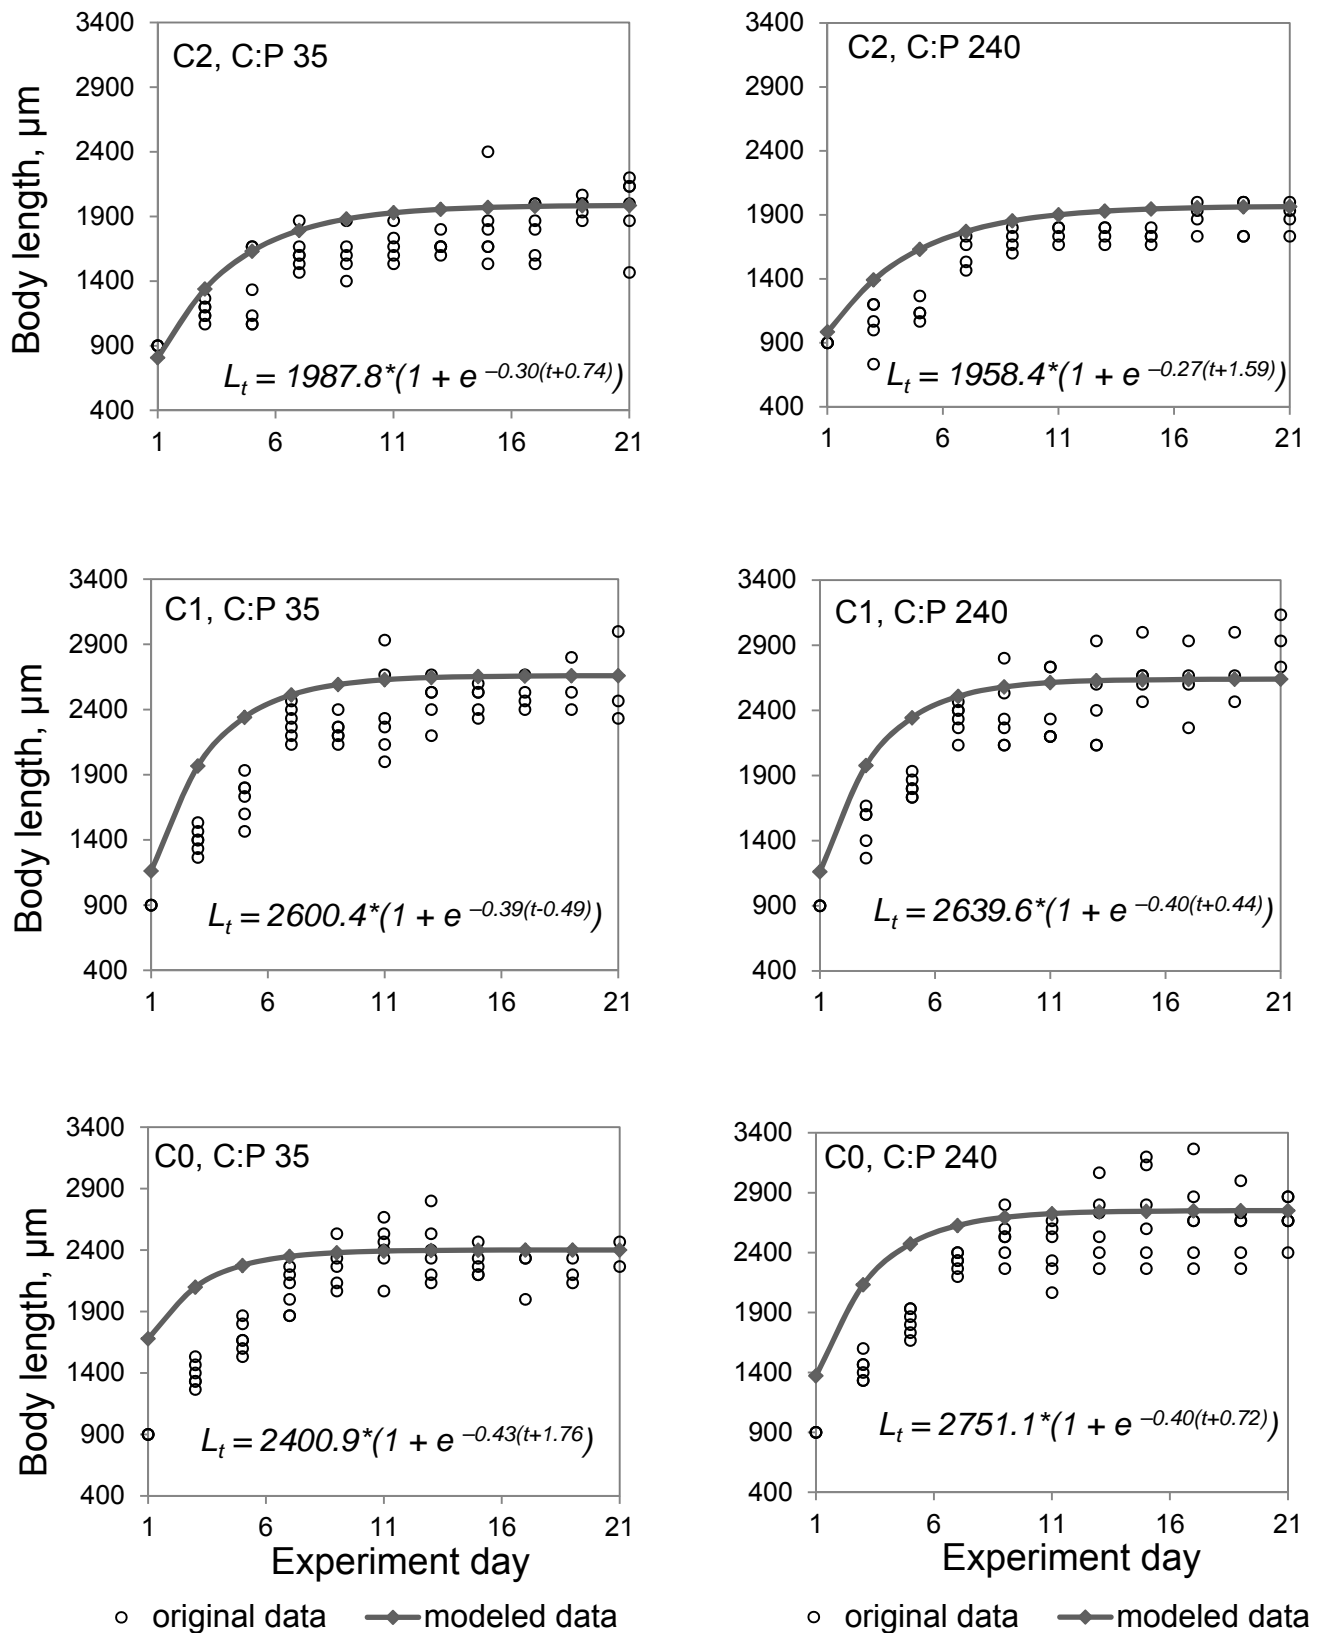 C2, C:P 35
Body length, µm
3400
2900
2400
1900
1400
900
400
L_t = 1987.8*(1 + e^–0.30(t+0.74))
1 6 11 16 21
C2, C:P 240
3400
2900
2400
1900
1400
900
400
L_t = 1958.4*(1 + e^–0.27(t+1.59))
1 6 11 16 21
C1, C:P 35
Body length, µm
3400
2900
2400
1900
1400
900
400
L_t = 2600.4*(1 + e^–0.39(t-0.49))
1 6 11 16 21
C1, C:P 240
3400
2900
2400
1900
1400
900
400
L_t = 2639.6*(1 + e^–0.40(t+0.44))
1 6 11 16 21
C0, C:P 35
Body length, µm
3400
2900
2400
1900
1400
900
400
L_t = 2400.9*(1 + e^–0.43(t+1.76)
1 6 11 16 21
Experiment day
original data modeled data
C0, C:P 240
3400
2900
2400
1900
1400
900
400
L_t = 2751.1*(1 + e^–0.40(t+0.72))
1 6 11 16 21
Experiment day
original data modeled data